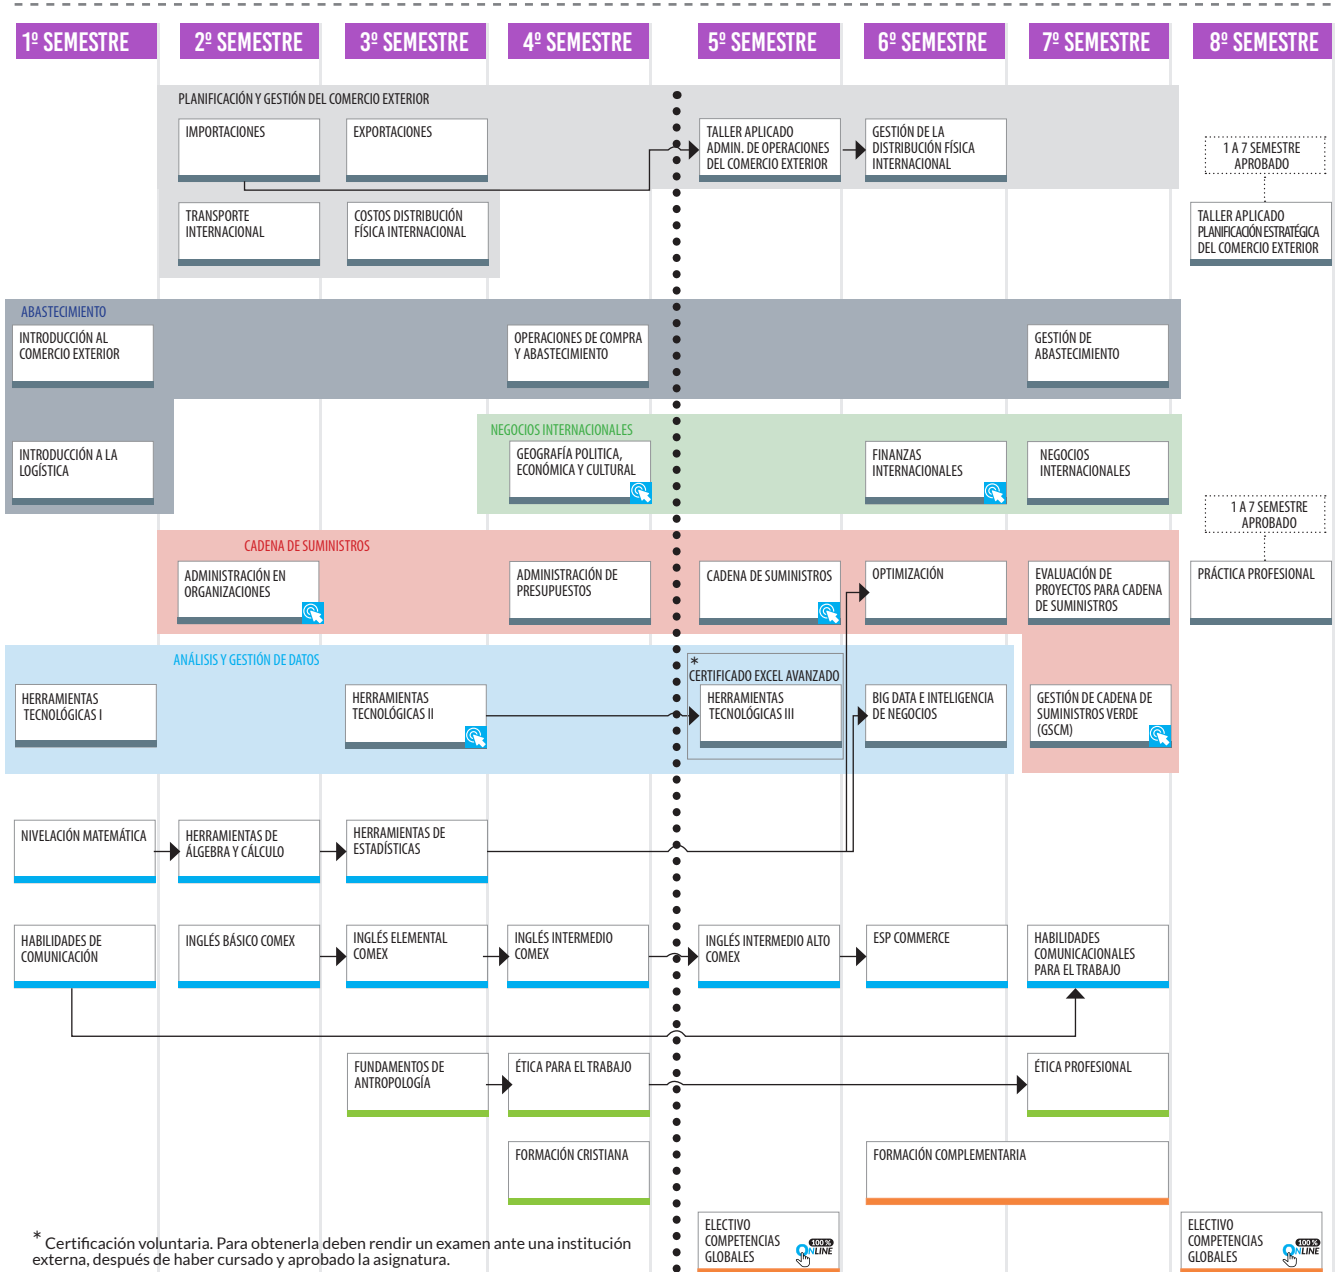 1º SEMESTRE
2º SEMESTRE
3º SEMESTRE
4º SEMESTRE
5º SEMESTRE
6º SEMESTRE
7º SEMESTRE
8º SEMESTRE
PLANIFICACIÓN Y GESTIÓN DEL COMERCIO EXTERIOR
IMPORTACIONES
EXPORTACIONES
TALLER APLICADO
ADMIN. DE OPERACIONES
DEL COMERCIO EXTERIOR
GESTIÓN DE LA
DISTRIBUCIÓN FÍSICA
INTERNACIONAL
1 A 7 SEMESTRE
APROBADO
TRANSPORTE
INTERNACIONAL
COSTOS DISTRIBUCIÓN
FÍSICA INTERNACIONAL
TALLER APLICADO
PLANIFICACIÓN ESTRATÉGICA
DEL COMERCIO EXTERIOR
ABASTECIMIENTO
INTRODUCCIÓN AL
COMERCIO EXTERIOR
OPERACIONES DE COMPRA
Y ABASTECIMIENTO
GESTIÓN DE
ABASTECIMIENTO
NEGOCIOS INTERNACIONALES
INTRODUCCIÓN A LA
LOGÍSTICA
GEOGRAFÍA POLITICA,
ECONÓMICA Y CULTURAL
FINANZAS
INTERNACIONALES
NEGOCIOS
INTERNACIONALES
1 A 7 SEMESTRE
APROBADO
CADENA DE SUMINISTROS
ADMINISTRACIÓN EN
ORGANIZACIONES
ADMINISTRACIÓN DE
PRESUPUESTOS
CADENA DE SUMINISTROS
OPTIMIZACIÓN
EVALUACIÓN DE
PROYECTOS PARA CADENA
DE SUMINISTROS
PRÁCTICA PROFESIONAL
ANÁLISIS Y GESTIÓN DE DATOS
*
CERTIFICADO EXCEL AVANZADO
HERRAMIENTAS
TECNOLÓGICAS I
HERRAMIENTAS
TECNOLÓGICAS II
HERRAMIENTAS
TECNOLÓGICAS III
BIG DATA E INTELIGENCIA
DE NEGOCIOS
GESTIÓN DE CADENA DE
SUMINISTROS VERDE
(GSCM)
NIVELACIÓN MATEMÁTICA
HERRAMIENTAS DE
ÁLGEBRA Y CÁLCULO
HERRAMIENTAS DE
ESTADÍSTICAS
HABILIDADES DE
COMUNICACIÓN
INGLÉS BÁSICO COMEX
INGLÉS ELEMENTAL
COMEX
INGLÉS INTERMEDIO
COMEX
INGLÉS INTERMEDIO ALTO
COMEX
ESP COMMERCE
HABILIDADES
COMUNICACIONALES
PARA EL TRABAJO
FUNDAMENTOS DE
ANTROPOLOGÍA
ÉTICA PARA EL TRABAJO
ÉTICA PROFESIONAL
FORMACIÓN CRISTIANA
FORMACIÓN COMPLEMENTARIA
ELECTIVO
COMPETENCIAS
GLOBALES
100%
ONLINE
ELECTIVO
COMPETENCIAS
GLOBALES
100%
ONLINE
* Certificación voluntaria. Para obtenerla deben rendir un examen ante una institución
externa, después de haber cursado y aprobado la asignatura.